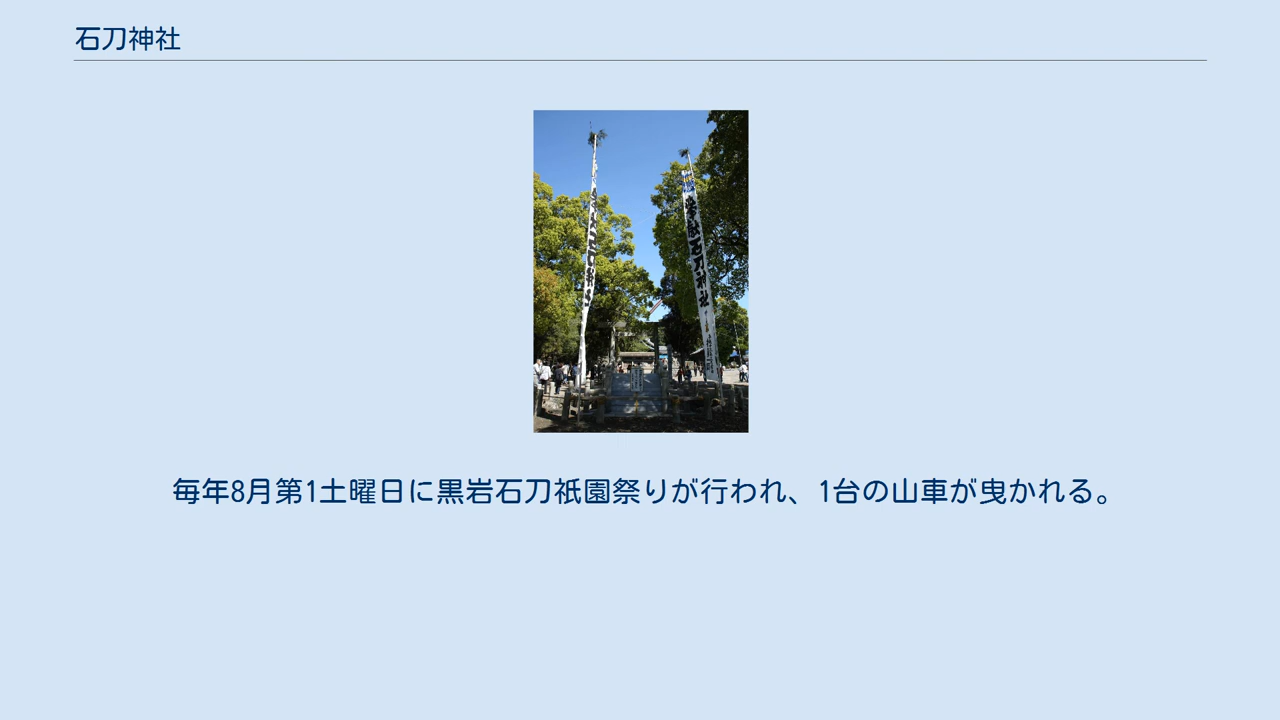 石刀神社
奉献石刀神社
毎年8月第1土曜日に黒岩石刀祇園祭りが行われ、1台の山車が曳かれる。